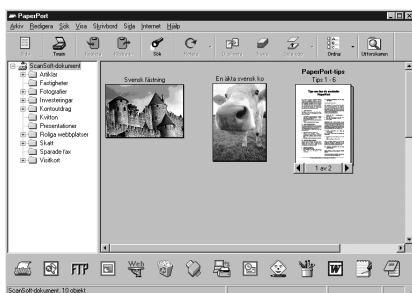 PaperPort
Arkiv Redigera Sök Visa Skrivbord Sida Internet Hjälp
Sök Rotera Ordna Utforskaren
ScanSoft-dokument
Artiklar
Fastigheter
Fotografier
Investeringar
Kontoutdrag
Kvitton
Presentationer
Roliga webbplatser
Skatt
Sparade fax
Visitkort
Svensk fästning
En äkta svensk ko
PaperPort-tips
Tips 1 - 6
1 av 2
FTP
Web
W
ScanSoft-dokument, 10 objekt